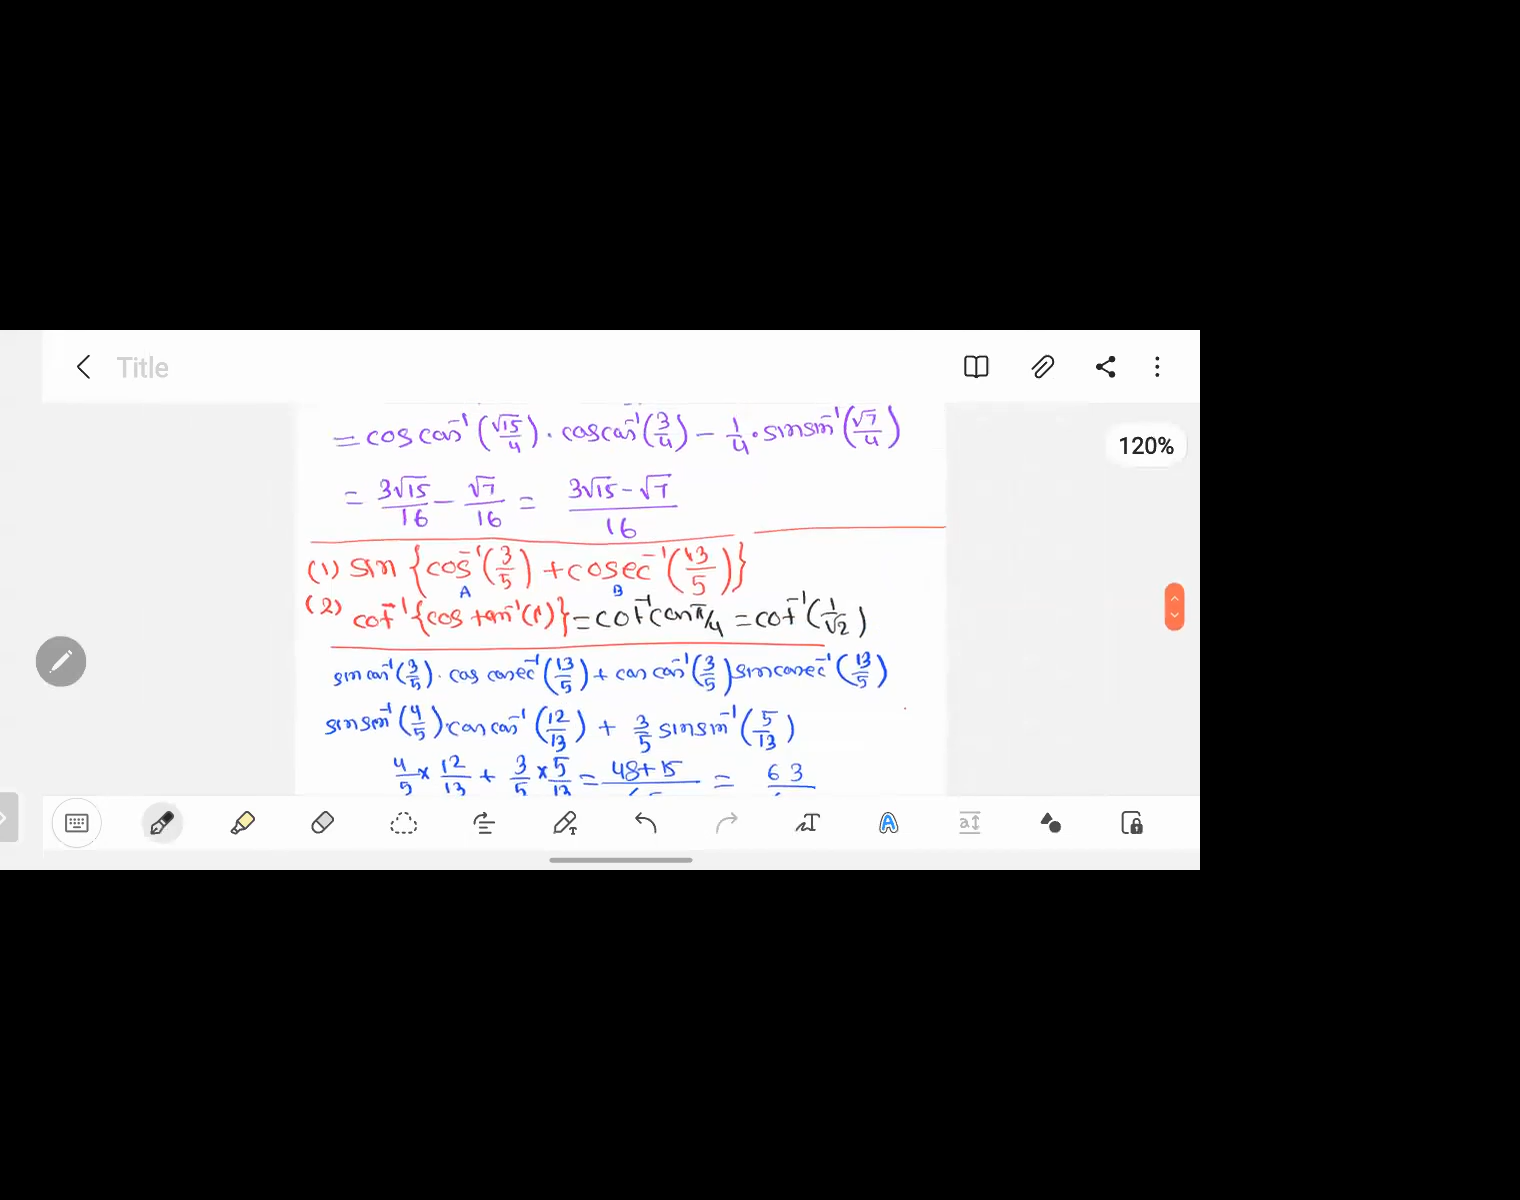 Title
120%
= cos cos⁻¹(√15/4) . cos cos⁻¹(3/4) − 1/4 . sin sin⁻¹(√7/4)
= 3√15/16 − √7/16 = 3√15 − √7/16
(1) sin {cos⁻¹(3/5) + cosec⁻¹(13/5)}
A B
(2) cot⁻¹{cos tan⁻¹(1)} = cot⁻¹ cos π/4 = cot⁻¹(1/√2)
sin cos⁻¹(3/5) . cos cosec⁻¹(13/5) + cos cos⁻¹(3/5) sin cosec⁻¹(13/5)
sin sin⁻¹(4/5) . cos cos⁻¹(12/13) + 3/5 sin sin⁻¹(5/13)
4/5 × 12/13 + 3/5 × 5/13 = 48+15 = 63